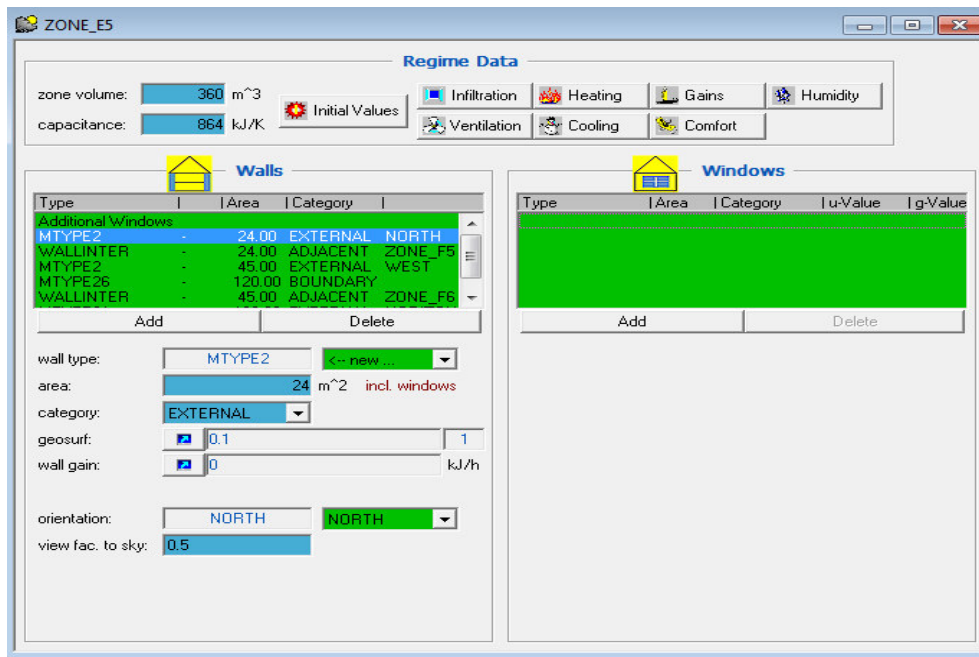 ZONE_E5
Regime Data
zone volume: 360 m^3
capacitance: 864 kJ/K
Initial Values
Infiltration Heating Gains Humidity
Ventilation Cooling Comfort
Walls
Type | | Area | Category |
Additional Windows
MTYPE2 - 24.00 EXTERNAL NORTH
WALLINTER - 24.00 ADJACENT ZONE_F5
MTYPE2 - 45.00 EXTERNAL WEST
MTYPE26 - 120.00 BOUNDARY
WALLINTER - 45.00 ADJACENT ZONE_F6
Add Delete
wall type: MTYPE2 <-- new ...
area: 24 m^2 incl. windows
category: EXTERNAL
geosurf: 0.1 1
wall gain: 0 kJ/h
orientation: NORTH NORTH
view fac. to sky: 0.5
Windows
Type | Area | Category | u-Value | g-Value
Add Delete